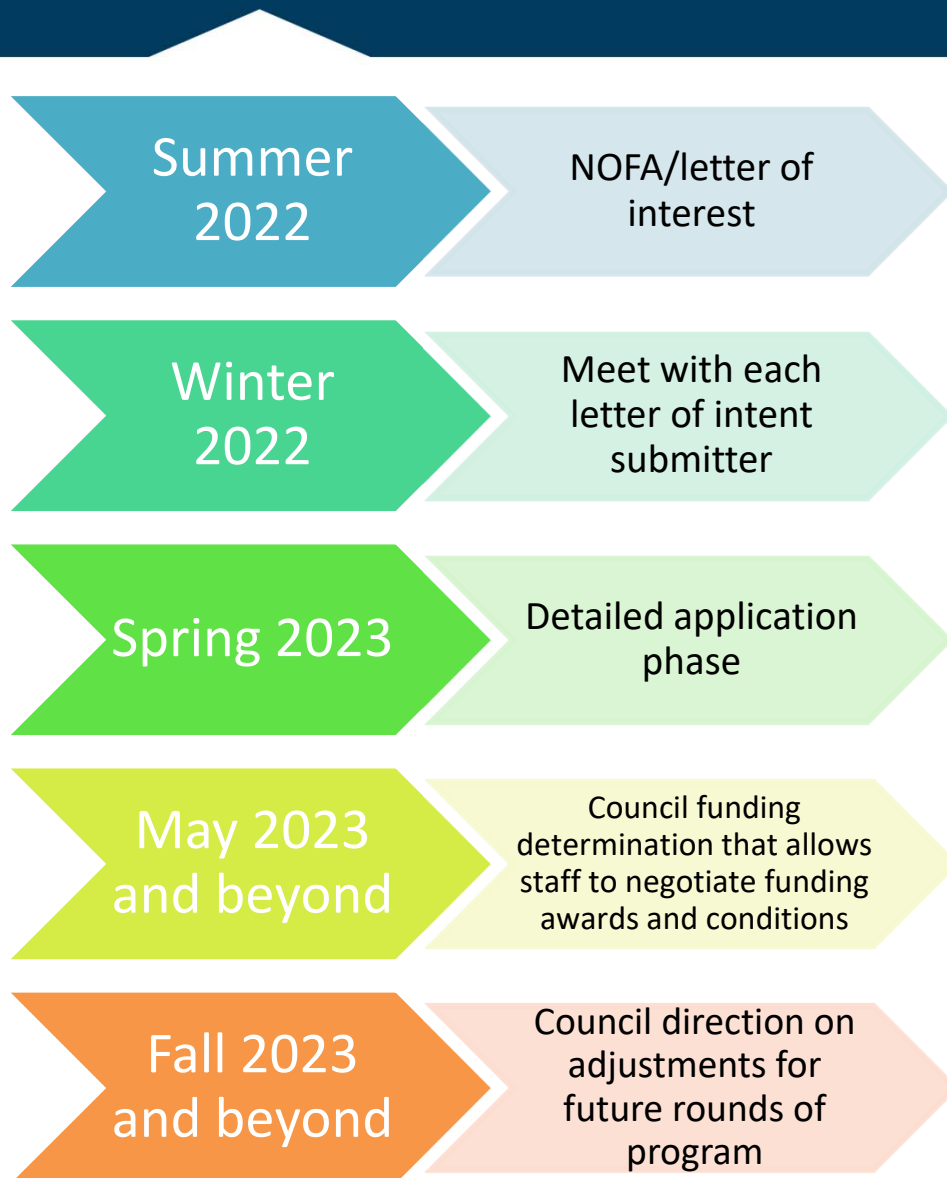 Summer
2022
NOFA/letter of
interest
Winter
2022
Meet with each
letter of intent
submitter
Spring 2023
Detailed application
phase
May 2023
and beyond
Council funding
determination that allows
staff to negotiate funding
awards and conditions
Fall 2023
and beyond
Council direction on
adjustments for
future rounds of
program